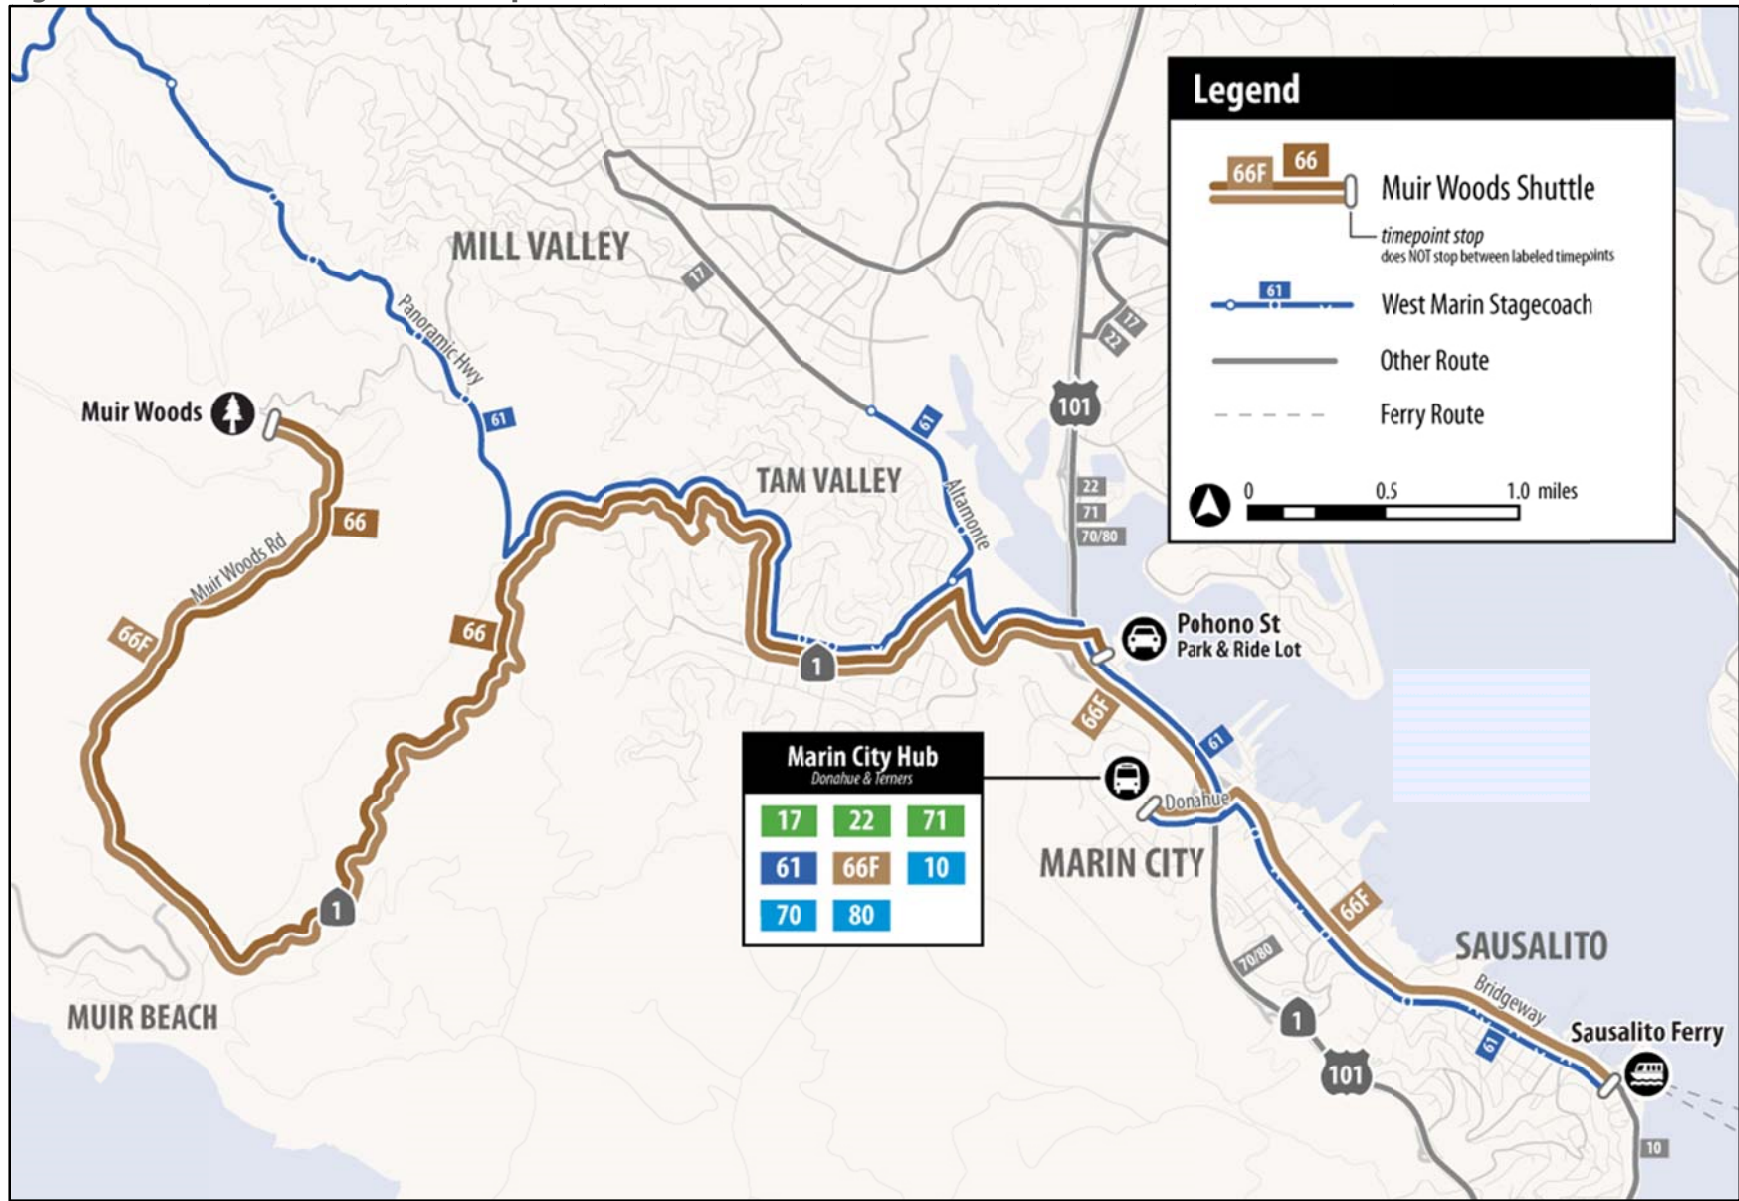 Legend
66F
66
Muir Woods Shuttle
timepoint stop
does NOT stop between labeled timepoints
61
West Marin Stagecoach
Other Route
Ferry Route
0 0.5 1.0 miles
MILL VALLEY
17
Panoramic Hwy
17
22
101
Muir Woods
61
61
TAM VALLEY
Altamonte
22
71
70/80
66
Muir Woods Rd
66F
66
1
Pohono St
Park & Ride Lot
66F
61
Marin City Hub
Donahue & Terners
17 22 71
61 66F 10
70 80
Donahue
MARIN CITY
1
66F
SAUSALITO
70/80
Bridgeway
MUIR BEACH
1
61
Sausalito Ferry
101
10